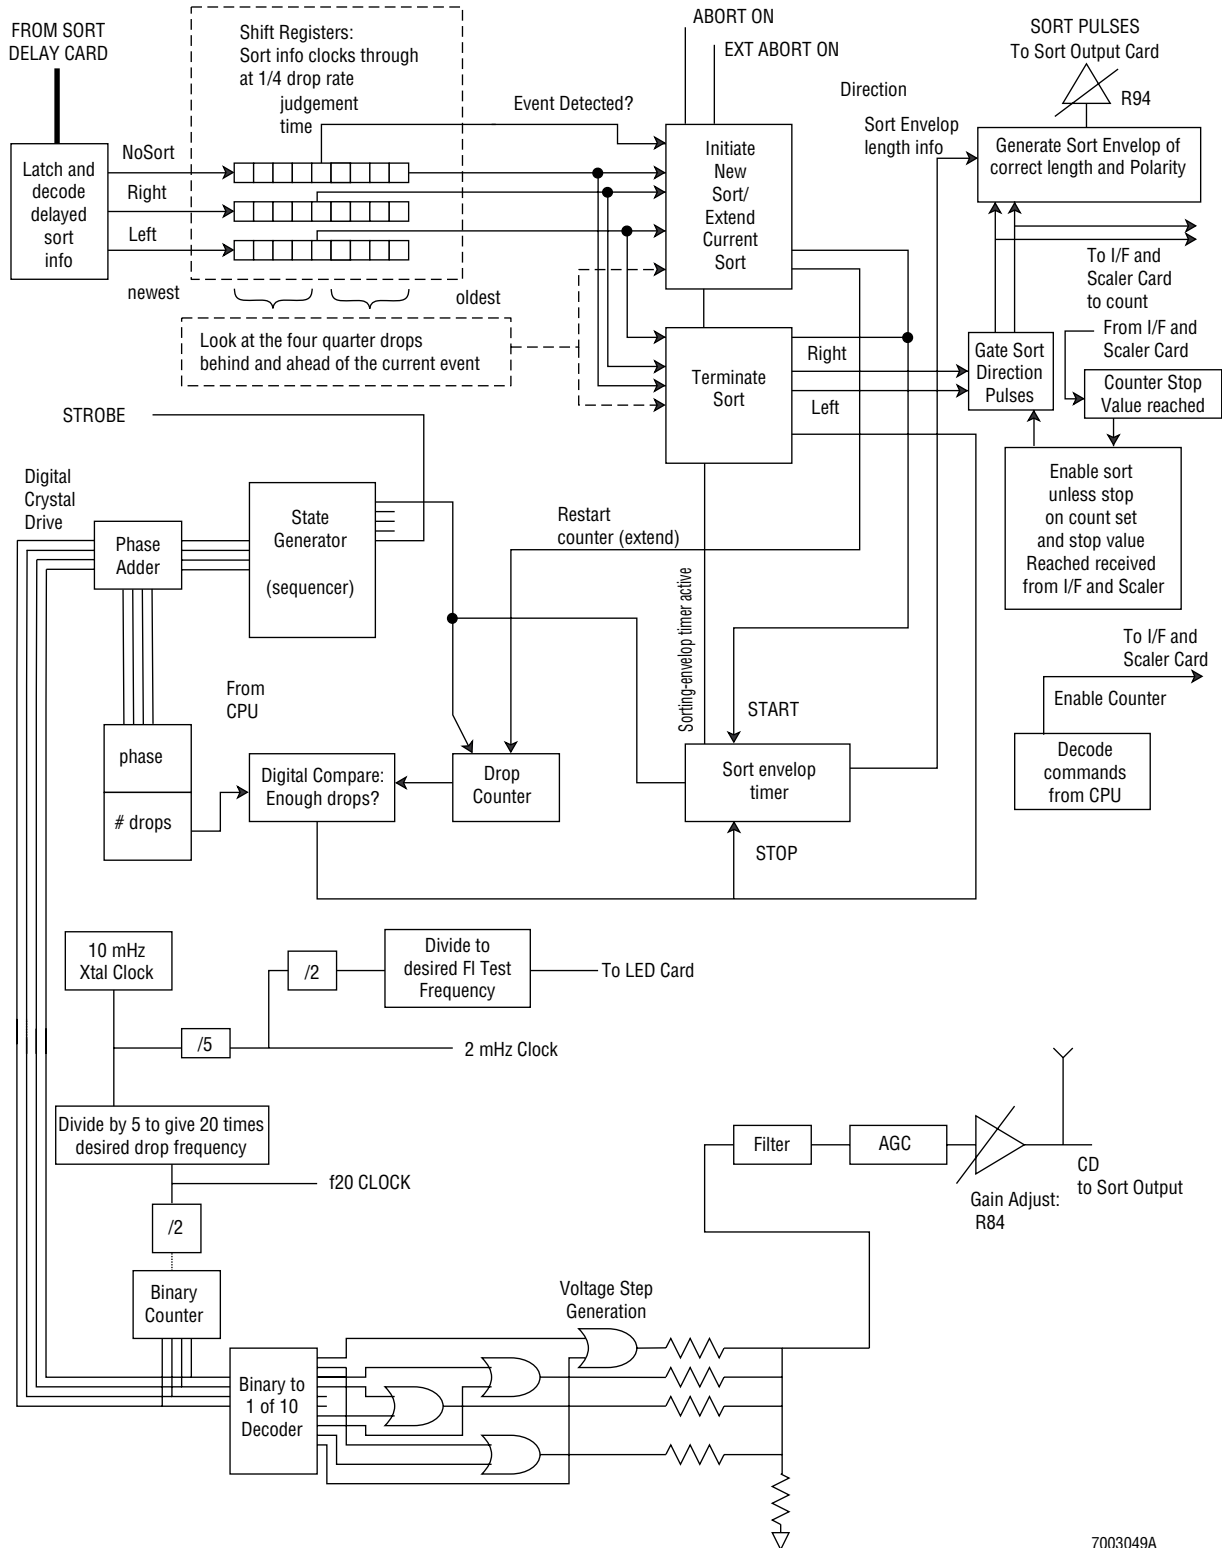 FROM SORT
DELAY CARD
Shift Registers:
Sort info clocks through
at 1/4 drop rate
judgement
time
ABORT ON
EXT ABORT ON
SORT PULSES
To Sort Output Card
R94
Event Detected?
Direction
Sort Envelop
length info
Latch and
decode
delayed
sort
info
NoSort
Right
Left
Initiate
New
Sort/
Extend
Current
Sort
Generate Sort Envelop of
correct length and Polarity
To I/F and
Scaler Card
to count
newest
oldest
Look at the four quarter drops
behind and ahead of the current event
Terminate
Sort
Right
Left
Gate Sort
Direction
Pulses
From I/F and
Scaler Card
Counter Stop
Value reached
STROBE
Digital
Crystal
Drive
Phase
Adder
State
Generator
(sequencer)
Restart
counter (extend)
Sorting-envelop timer active
Enable sort
unless stop
on count set
and stop value
Reached received
from I/F and Scaler
To I/F and
Scaler Card
Enable Counter
Decode
commands
from CPU
From
CPU
phase
# drops
Digital Compare:
Enough drops?
Drop
Counter
START
Sort envelop
timer
STOP
10 mHz
Xtal Clock
/2
Divide to
desired Fl Test
Frequency
To LED Card
/5
2 mHz Clock
Divide by 5 to give 20 times
desired drop frequency
f20 CLOCK
/2
Filter
AGC
Gain Adjust:
R84
CD
to Sort Output
Binary
Counter
Voltage Step
Generation
Binary to
1 of 10
Decoder
7003049A